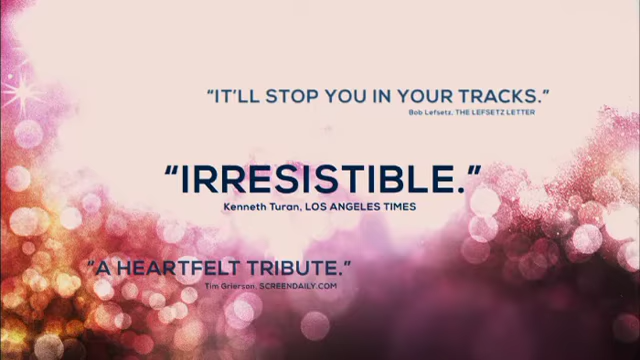 “IT’LL STOP YOU IN YOUR TRACKS.”
Bob Lefsetz, THE LEFSETZ LETTER
“IRRESISTIBLE.”
Kenneth Turan, LOS ANGELES TIMES
“A HEARTFELT TRIBUTE.”
Tim Grierson, SCREENDAILY.COM